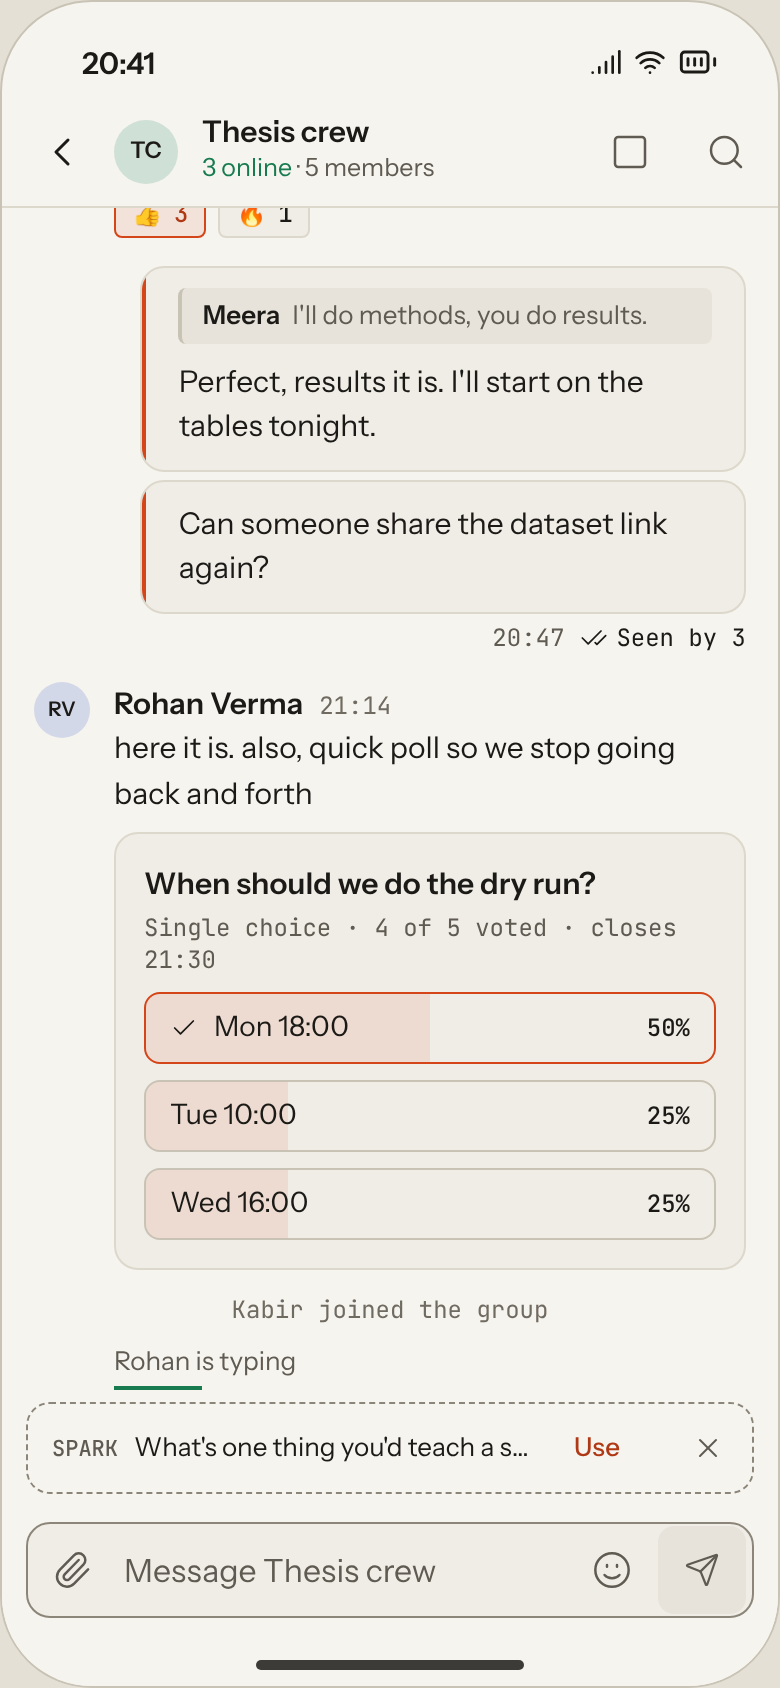 20:41
TC
Thesis crew
3 online · 5 members
👍 3
🔥 1
Meera I'll do methods, you do results.
Perfect, results it is. I'll start on the
tables tonight.
Can someone share the dataset link
again?
20:47 Seen by 3
RV
Rohan Verma 21:14
here it is. also, quick poll so we stop going
back and forth
When should we do the dry run?
Single choice · 4 of 5 voted · closes
21:30
Mon 18:00 50%
Tue 10:00 25%
Wed 16:00 25%
Kabir joined the group
Rohan is typing
SPARK What's one thing you'd teach a s... Use
Message Thesis crew